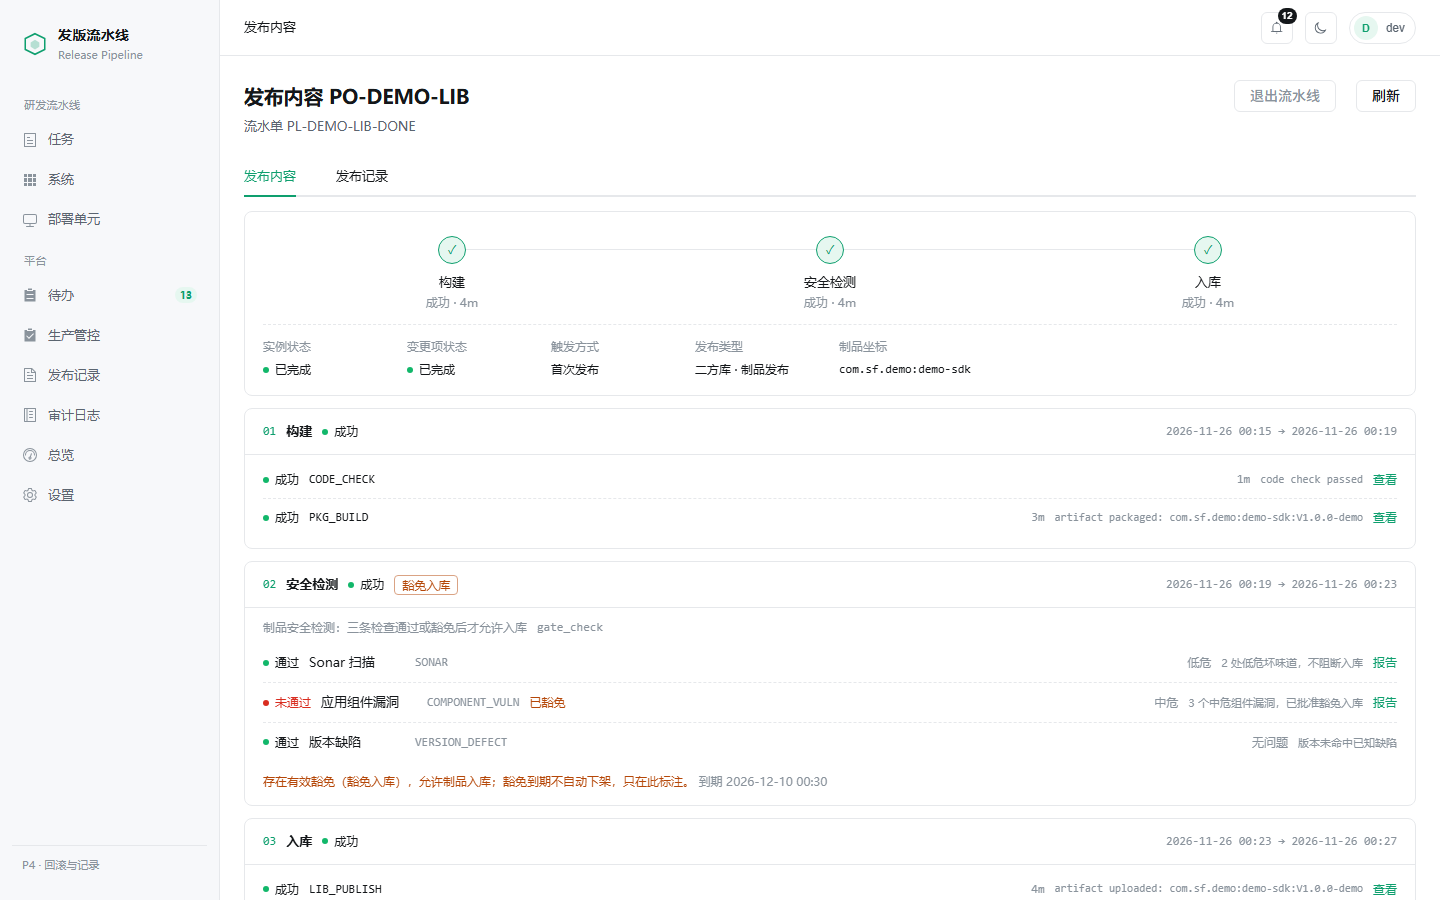 发版流水线
Release Pipeline
研发流水线
任务
系统
部署单元
平台
待办 13
生产管控
发布记录
审计日志
总览
设置
P4 · 回滚与记录
发布内容
12
D dev
发布内容 PO-DEMO-LIB
流水单 PL-DEMO-LIB-DONE
退出流水线 刷新
发布内容 发布记录
构建 安全检测 入库
成功 · 4m 成功 · 4m 成功 · 4m
实例状态 变更项状态 触发方式 发布类型 制品坐标
已完成 已完成 首次发布 二方库 · 制品发布 com.sf.demo:demo-sdk
01 构建 成功 2026-11-26 00:15 → 2026-11-26 00:19
成功 CODE_CHECK 1m code check passed 查看
成功 PKG_BUILD 3m artifact packaged: com.sf.demo:demo-sdk:V1.0.0-demo 查看
02 安全检测 成功 豁免入库 2026-11-26 00:19 → 2026-11-26 00:23
制品安全检测：三条检查通过或豁免后才允许入库 gate_check
通过 Sonar 扫描 SONAR 低危 2 处低危坏味道，不阻断入库 报告
未通过 应用组件漏洞 COMPONENT_VULN 已豁免 中危 3 个中危组件漏洞，已批准豁免入库 报告
通过 版本缺陷 VERSION_DEFECT 无问题 版本未命中已知缺陷
存在有效豁免（豁免入库），允许制品入库；豁免到期不自动下架，只在此标注。 到期 2026-12-10 00:30
03 入库 成功 2026-11-26 00:23 → 2026-11-26 00:27
成功 LIB_PUBLISH 4m artifact uploaded: com.sf.demo:demo-sdk:V1.0.0-demo 查看